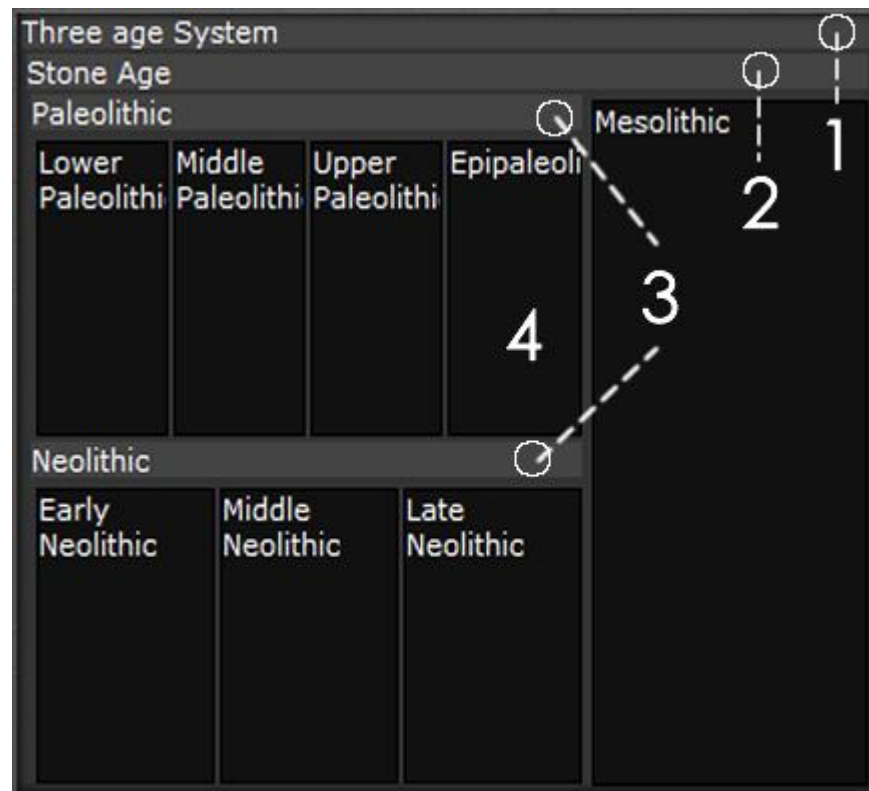 Three age System
Stone Age
Paleolithic
Mesolithic
1
2
Lower
Paleolithi
Middle
Paleolithi
Upper
Paleolithi
Epipaleoli
3
4
Neolithic
Early
Neolithic
Middle
Neolithic
Late
Neolithic